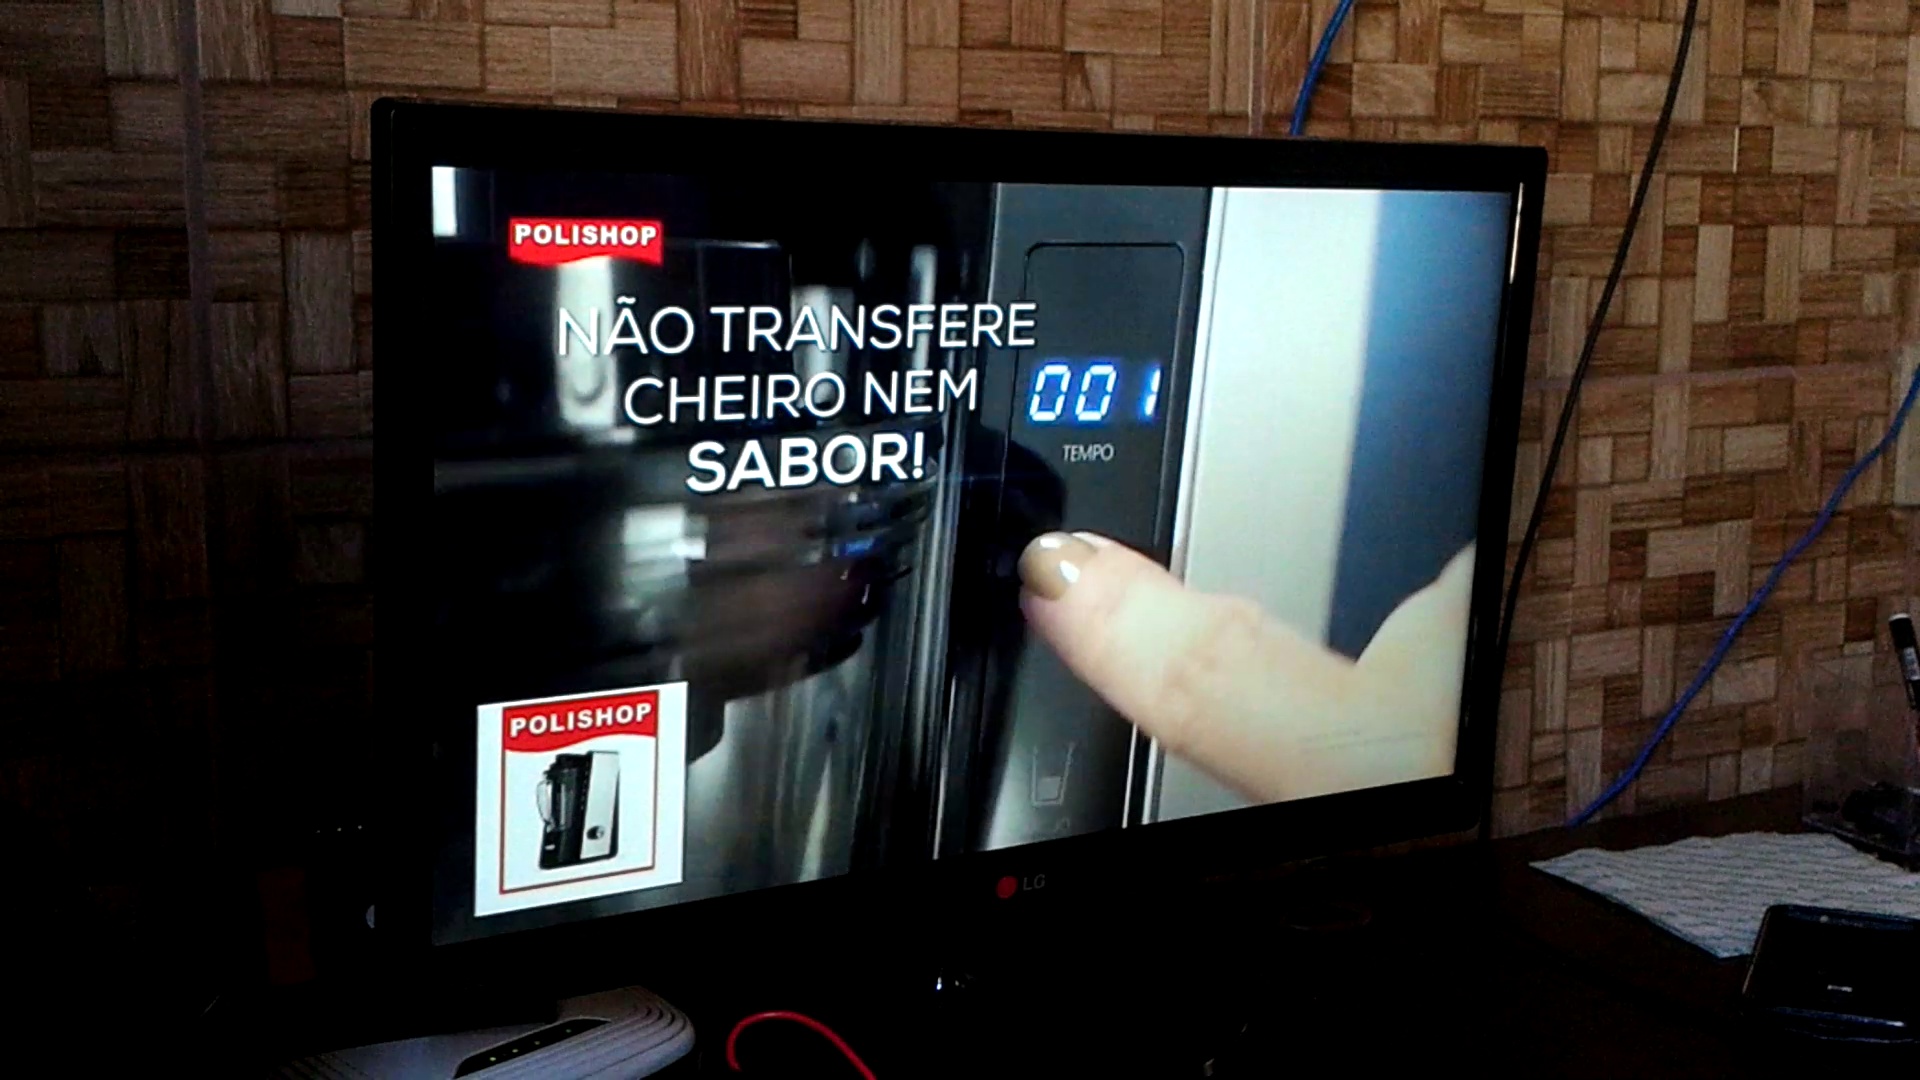 POLISHOP
NÃO TRANSFERE
CHEIRO NEM
SABOR!
001
TEMPO
POLISHOP
LG